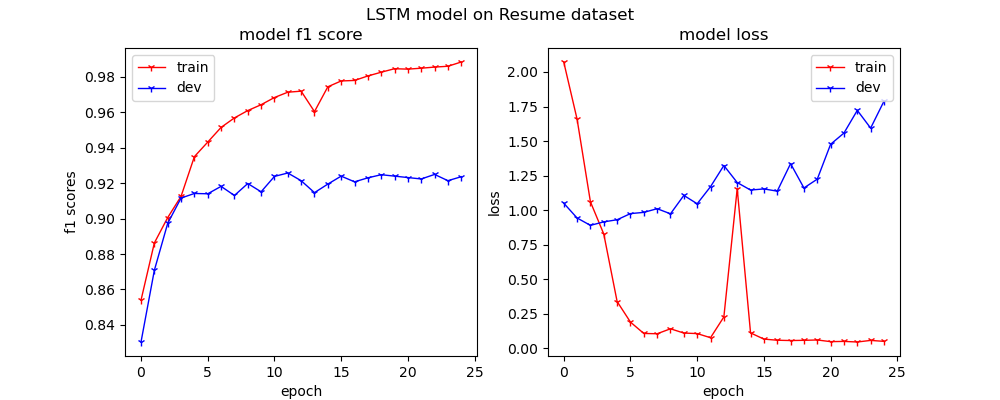 LSTM model on Resume dataset
model f1 score
train
dev
0.98
0.96
0.94
0.92
0.90
0.88
0.86
0.84
f1 scores
0
5
10
15
20
25
epoch
model loss
train
dev
2.00
1.75
1.50
1.25
1.00
0.75
0.50
0.25
0.00
loss
0
5
10
15
20
25
epoch